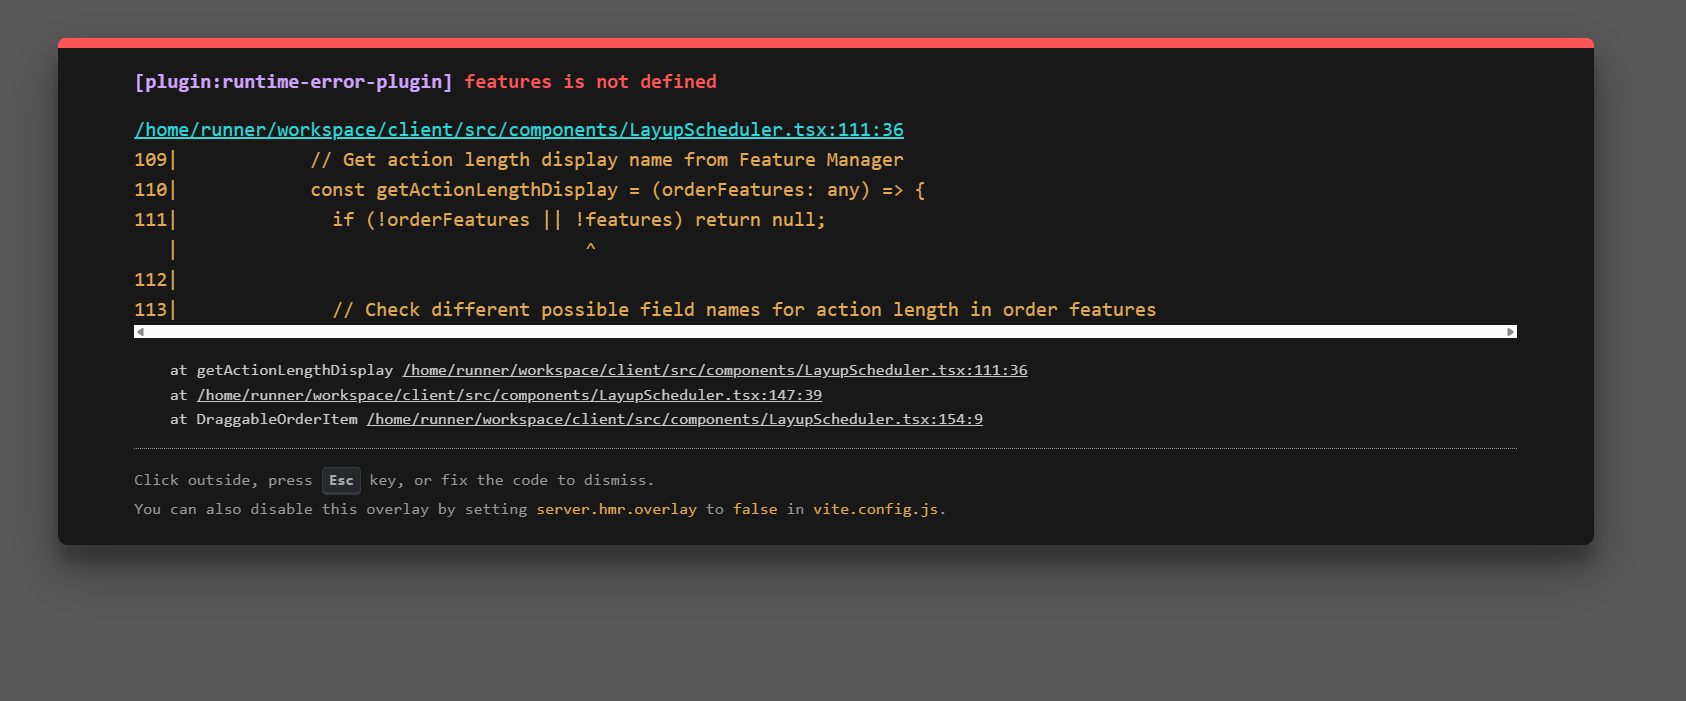 [plugin:runtime-error-plugin] features is not defined
/home/runner/workspace/client/src/components/LayupScheduler.tsx:111:36
109|            // Get action length display name from Feature Manager
110|            const getActionLengthDisplay = (orderFeatures: any) => {
111|              if (!orderFeatures || !features) return null;
   |                                     ^
112|
113|              // Check different possible field names for action length in order features
at getActionLengthDisplay /home/runner/workspace/client/src/components/LayupScheduler.tsx:111:36
at /home/runner/workspace/client/src/components/LayupScheduler.tsx:147:39
at DraggableOrderItem /home/runner/workspace/client/src/components/LayupScheduler.tsx:154:9
Click outside, press Esc key, or fix the code to dismiss.
You can also disable this overlay by setting server.hmr.overlay to false in vite.config.js.